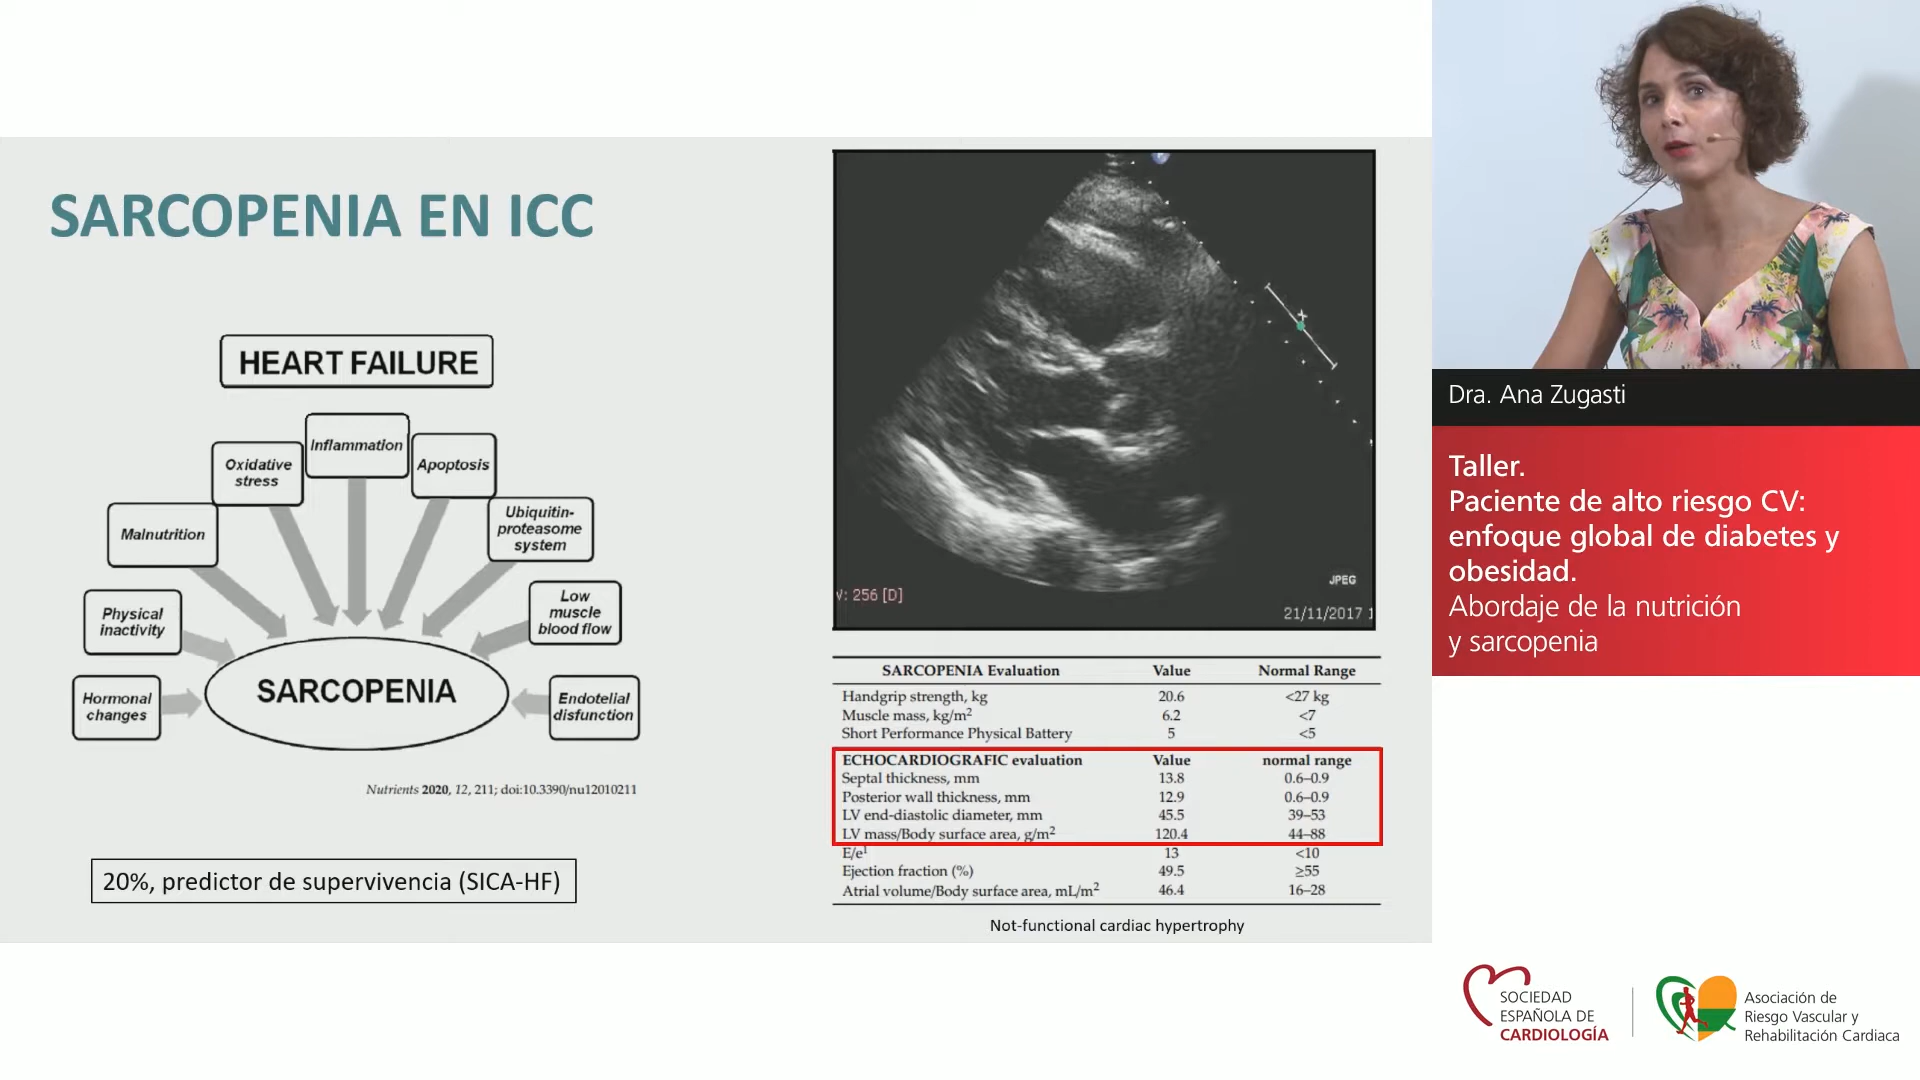 SARCOPENIA EN ICC
HEART FAILURE
Inflammation
Oxidative
stress
Apoptosis
Malnutrition
Ubiquitin-
proteasome
system
Physical
inactivity
Low
muscle
blood flow
Hormonal
changes
SARCOPENIA
Endotelial
disfunction
Nutrients 2020, 12, 211; doi:10.3390/nu12010211
20%, predictor de supervivencia (SICA-HF)
JPEG
V: 256 [D]
21/11/2017 1
SARCOPENIA Evaluation Value Normal Range
Handgrip strength, kg 20.6 <27 kg
Muscle mass, kg/m² 6.2 <7
Short Performance Physical Battery 5 <5
ECHOCARDIOGRAFIC evaluation Value normal range
Septal thickness, mm 13.8 0.6–0.9
Posterior wall thickness, mm 12.9 0.6–0.9
LV end-diastolic diameter, mm 45.5 39–53
LV mass/Body surface area, g/m² 120.4 44–88
E/e¹ 13 <10
Ejection fraction (%) 49.5 ≥55
Atrial volume/Body surface area, mL/m² 46.4 16–28
Not-functional cardiac hypertrophy
Dra. Ana Zugasti
Taller.
Paciente de alto riesgo CV:
enfoque global de diabetes y
obesidad.
Abordaje de la nutrición
y sarcopenia
SOCIEDAD
ESPAÑOLA DE
CARDIOLOGÍA
Asociación de
Riesgo Vascular y
Rehabilitación Cardiaca